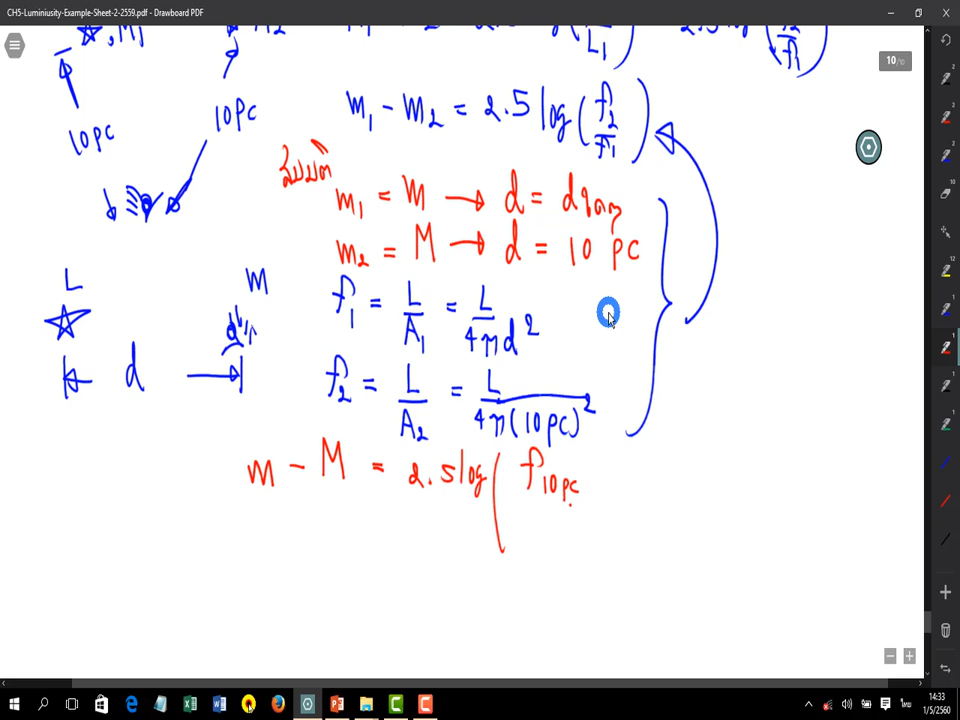 CH5-Luminiusity-Example-Sheet-2-2559.pdf - Drawboard PDF
10/10
10pc
10pc
m₁ - m₂ = 2.5 log (f₂/f₁)
สมมติ
m₁ = m → d = d
m₂ = M → d = 10 pc
L
m
f₁ = L/A₁ = L/4πd²
d
f₂ = L/A₂ = L/4π(10pc)²
m - M = 2.5 log ( f10pc
14:33
1/5/2560